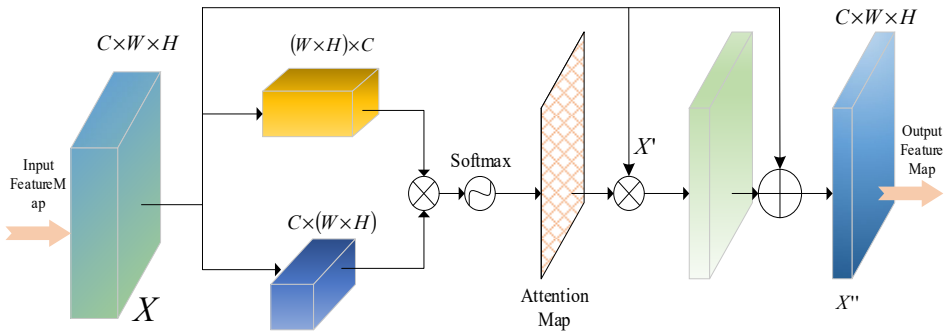 C×W×H
(W×H)×C
C×W×H
Input
FeatureM
ap
Softmax
X'
Output
Feature
Map
C×(W×H)
X
Attention
Map
X''